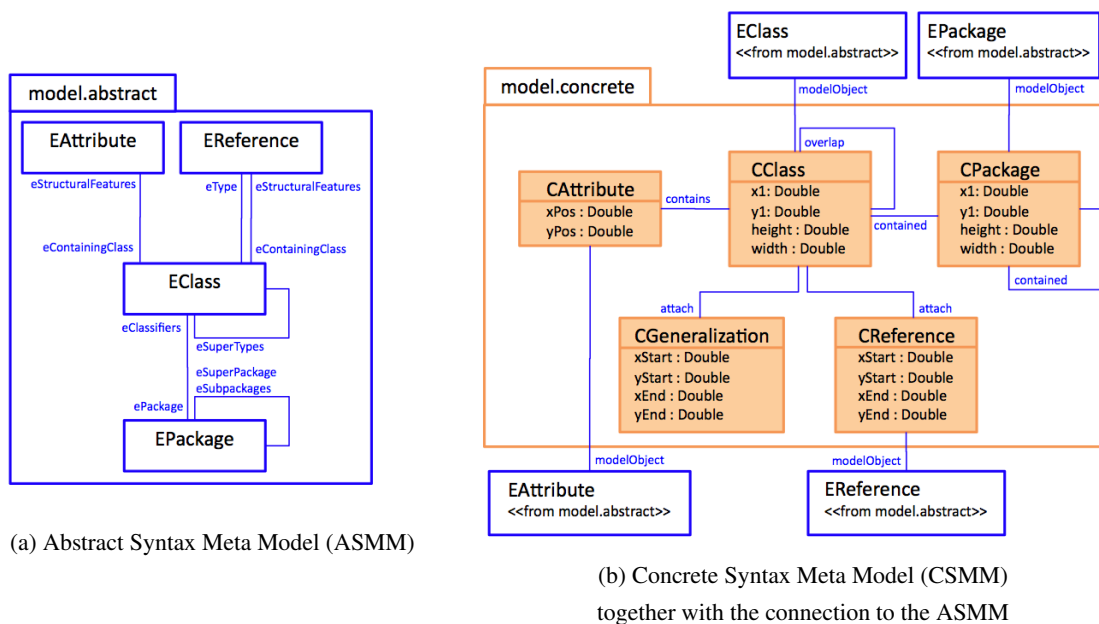 model.abstract
EAttribute
EReference
eStructuralFeatures
eType
eStructuralFeatures
eContainingClass
eContainingClass
EClass
eClassifiers
eSuperTypes
eSuperPackage
eSubpackages
ePackage
EPackage
(a) Abstract Syntax Meta Model (ASMM)
EClass
<<from model.abstract>>
EPackage
<<from model.abstract>>
model.concrete
modelObject
modelObject
overlap
CAttribute
xPos : Double
yPos : Double
contains
CClass
x1: Double
y1: Double
height : Double
width : Double
contained
CPackage
x1: Double
y1: Double
height : Double
width : Double
contained
attach
attach
CGeneralization
xStart : Double
yStart : Double
xEnd : Double
yEnd : Double
CReference
xStart : Double
yStart : Double
xEnd : Double
yEnd : Double
modelObject
modelObject
EAttribute
<<from model.abstract>>
EReference
<<from model.abstract>>
(b) Concrete Syntax Meta Model (CSMM)
together with the connection to the ASMM